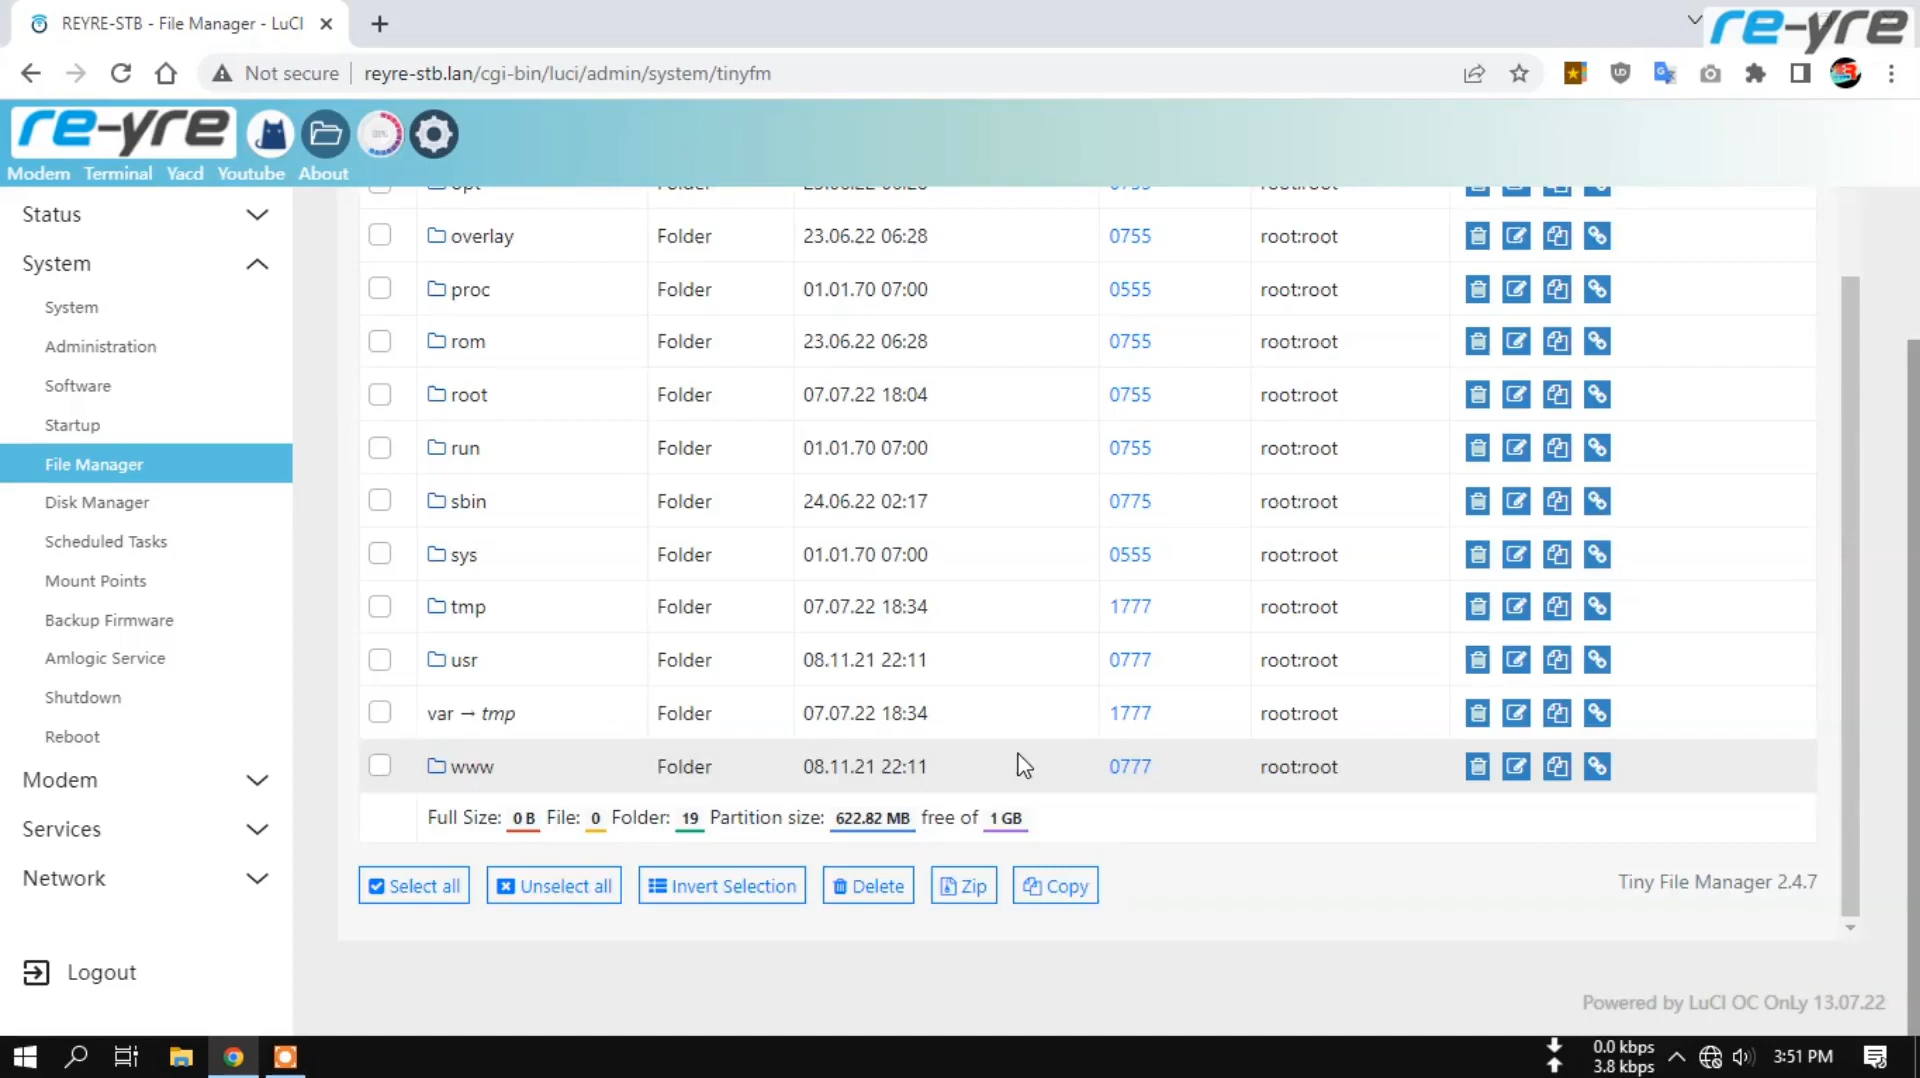 REYRE-STB - File Manager - LuCI
re-yre
Not secure
reyre-stb.lan/cgi-bin/luci/admin/system/tinyfm
re-yre
Modem Terminal Yacd Youtube About
Status
System
System
Administration
Software
Startup
File Manager
Disk Manager
Scheduled Tasks
Mount Points
Backup Firmware
Amlogic Service
Shutdown
Reboot
Modem
Services
Network
Logout
overlay Folder 23.06.22 06:28 0755 root:root
proc Folder 01.01.70 07:00 0555 root:root
rom Folder 23.06.22 06:28 0755 root:root
root Folder 07.07.22 18:04 0755 root:root
run Folder 01.01.70 07:00 0755 root:root
sbin Folder 24.06.22 02:17 0775 root:root
sys Folder 01.01.70 07:00 0555 root:root
tmp Folder 07.07.22 18:34 1777 root:root
usr Folder 08.11.21 22:11 0777 root:root
var → tmp Folder 07.07.22 18:34 1777 root:root
www Folder 08.11.21 22:11 0777 root:root
Full Size: 0 B File: 0 Folder: 19 Partition size: 622.82 MB free of 1 GB
Select all Unselect all Invert Selection Delete Zip Copy
Tiny File Manager 2.4.7
Powered by LuCI OC OnLy 13.07.22
0.0 kbps
3.8 kbps
3:51 PM